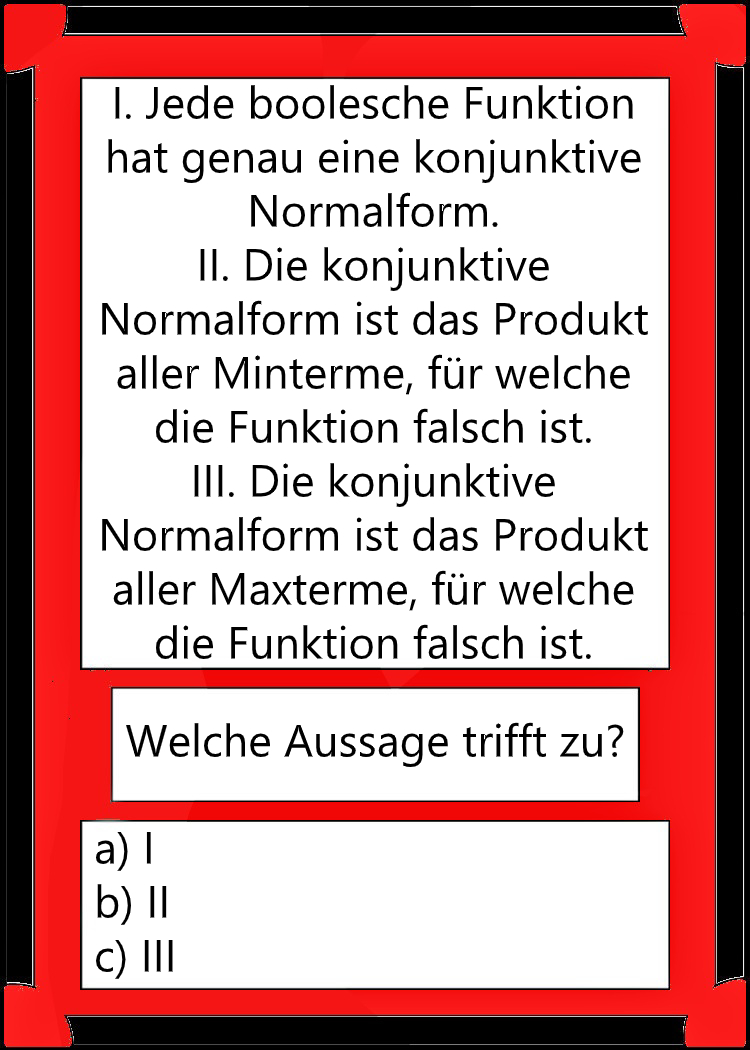 I. Jede boolesche Funktion
hat genau eine konjunktive
Normalform.
II. Die konjunktive
Normalform ist das Produkt
aller Minterme, für welche
die Funktion falsch ist.
III. Die konjunktive
Normalform ist das Produkt
aller Maxterme, für welche
die Funktion falsch ist.
Welche Aussage trifft zu?
a) I
b) II
c) III